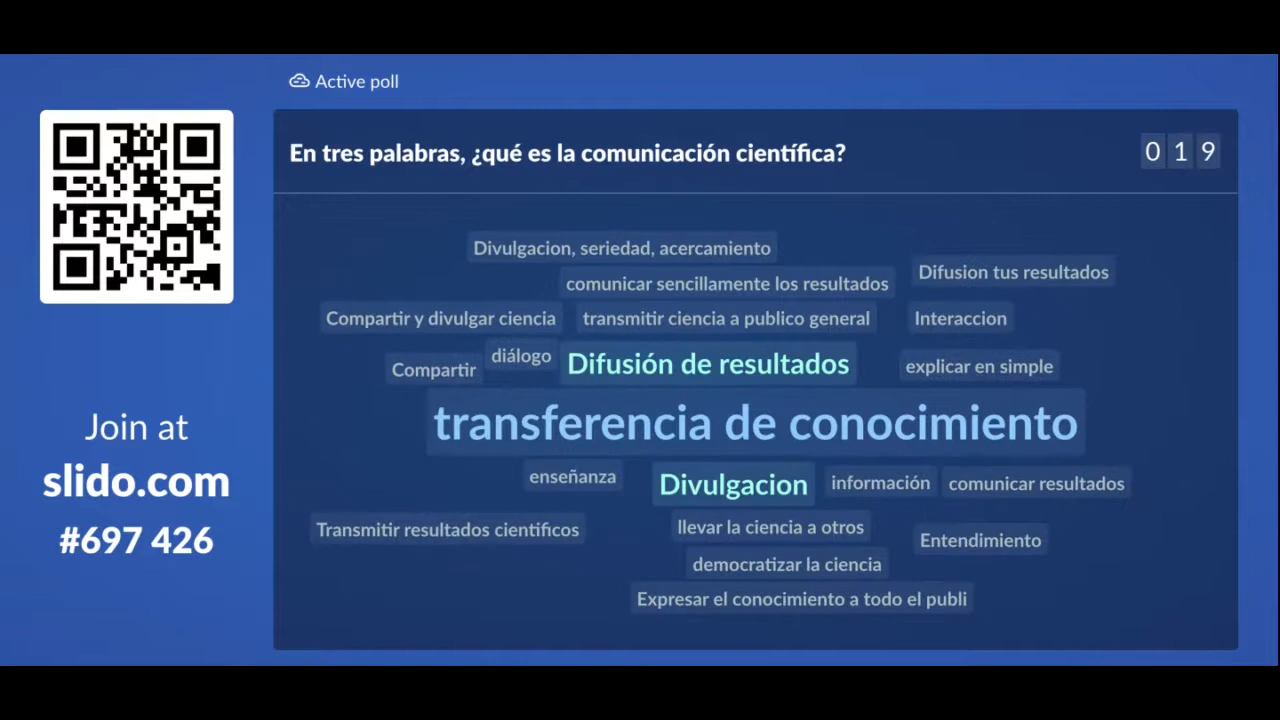 Active poll
En tres palabras, ¿qué es la comunicación científica?
0 1 9
Divulgacion, seriedad, acercamiento
Difusion tus resultados
comunicar sencillamente los resultados
Compartir y divulgar ciencia
transmitir ciencia a publico general
Interaccion
diálogo
Difusión de resultados
explicar en simple
Compartir
transferencia de conocimiento
enseñanza
Divulgacion
información
comunicar resultados
Transmitir resultados cientificos
llevar la ciencia a otros
Entendimiento
democratizar la ciencia
Expresar el conocimiento a todo el publi
Join at
slido.com
#697 426